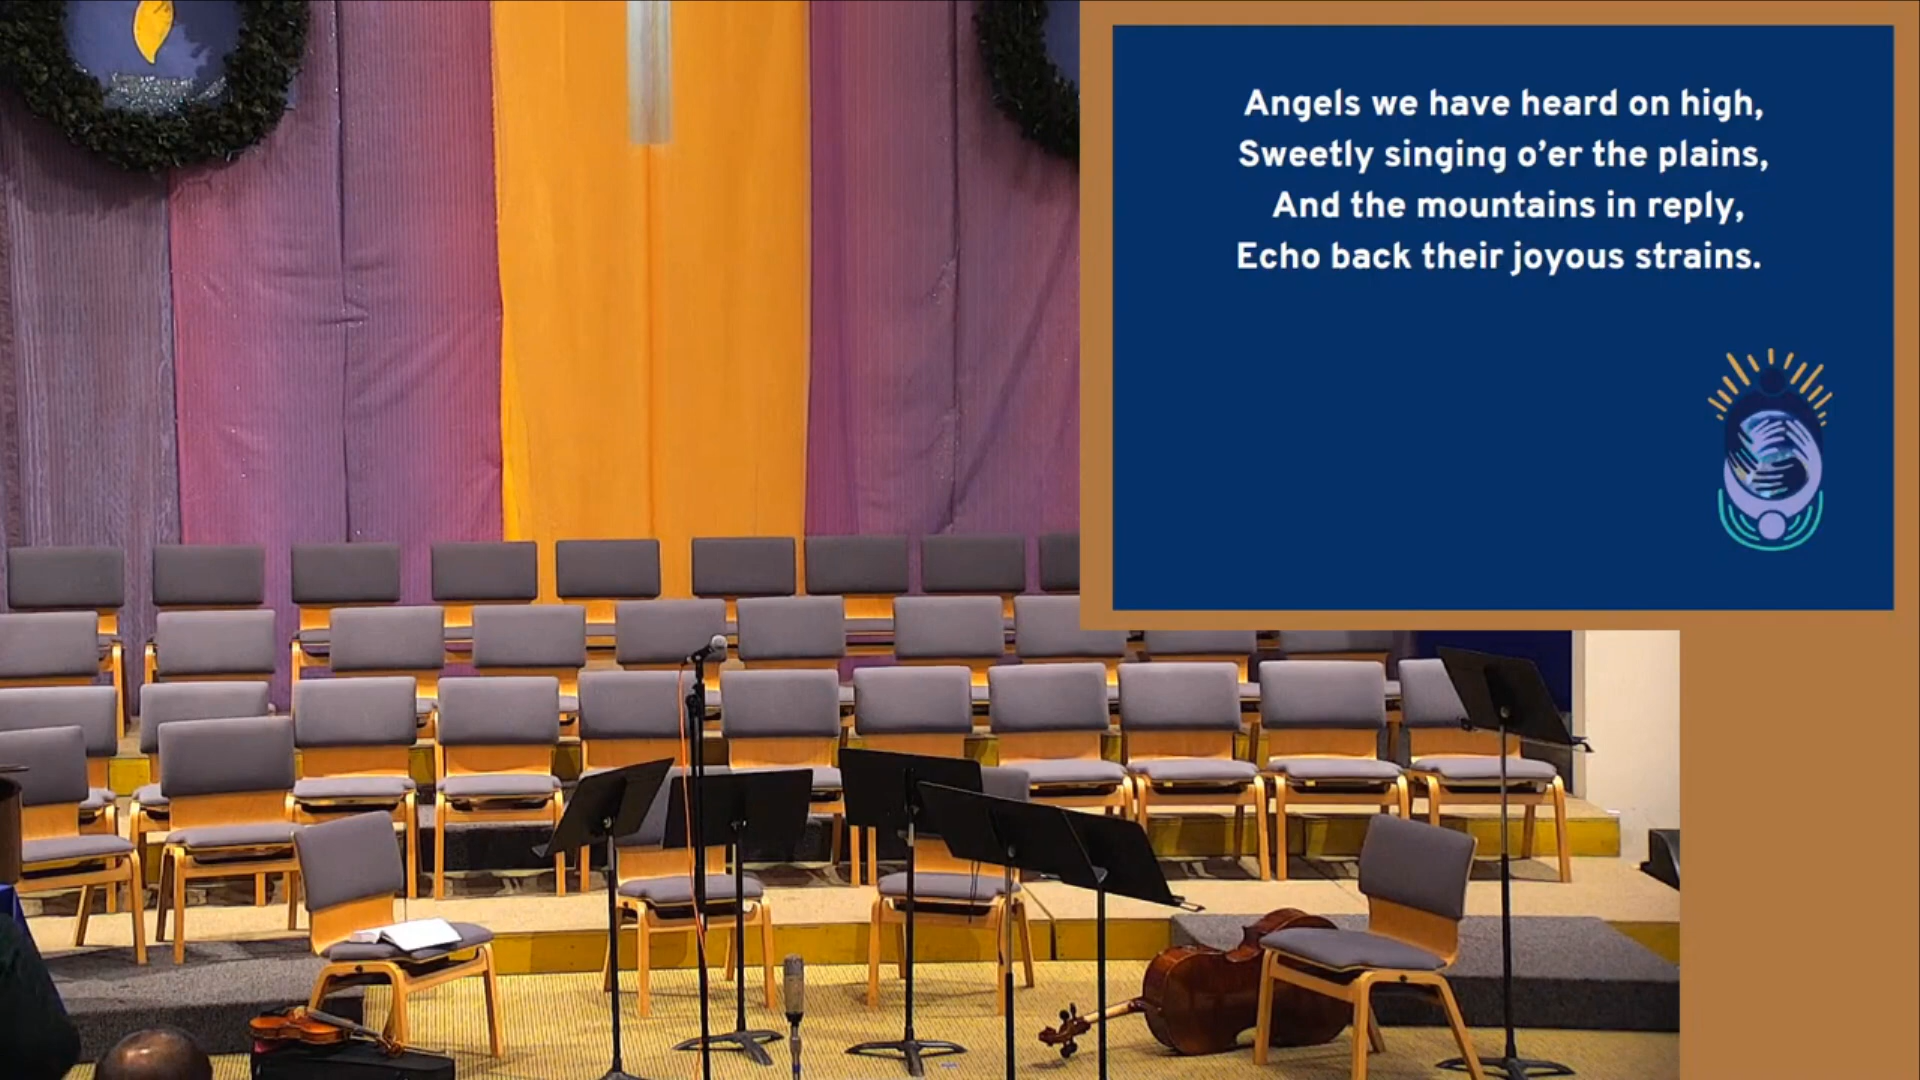 Angels we have heard on high,
Sweetly singing o’er the plains,
And the mountains in reply,
Echo back their joyous strains.